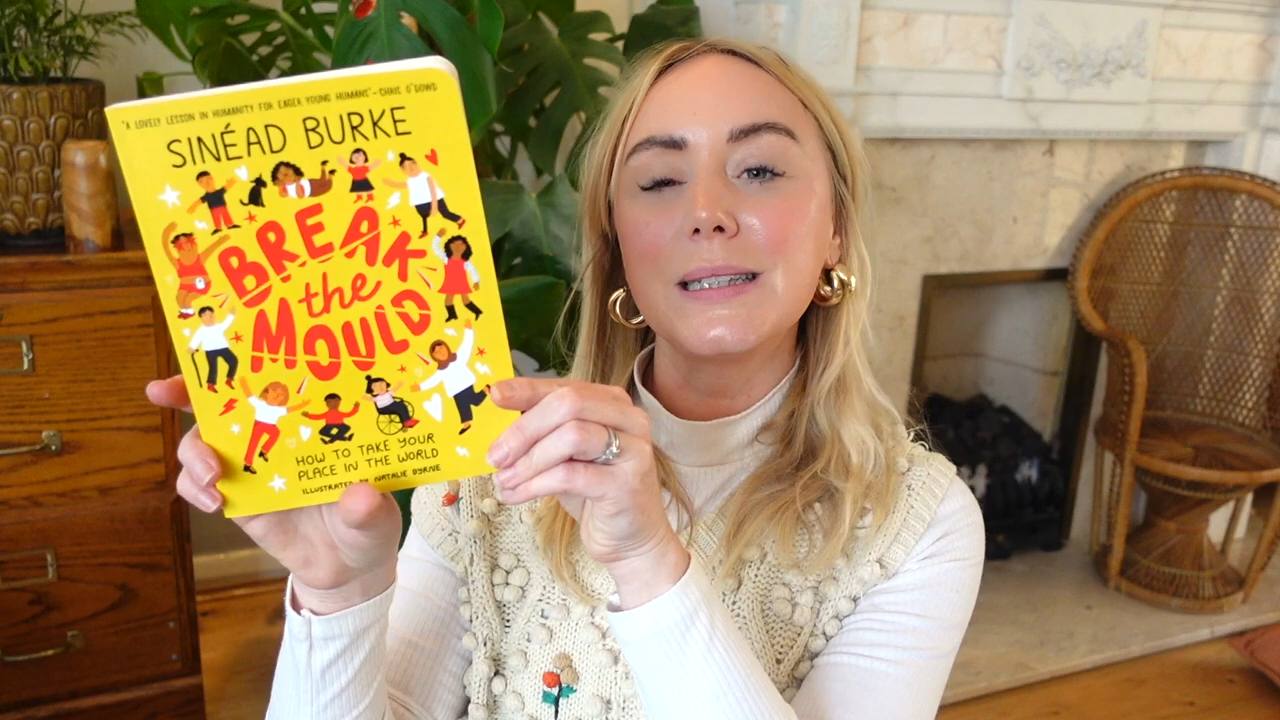 "A LOVELY LESSON IN HUMANITY FOR EAGER YOUNG HUMANS" - CHRIS O'DOWD
SINÉAD BURKE
BREAK
the
MOULD
HOW TO TAKE YOUR
PLACE IN THE WORLD
ILLUSTRATED BY NATALIE BYRNE